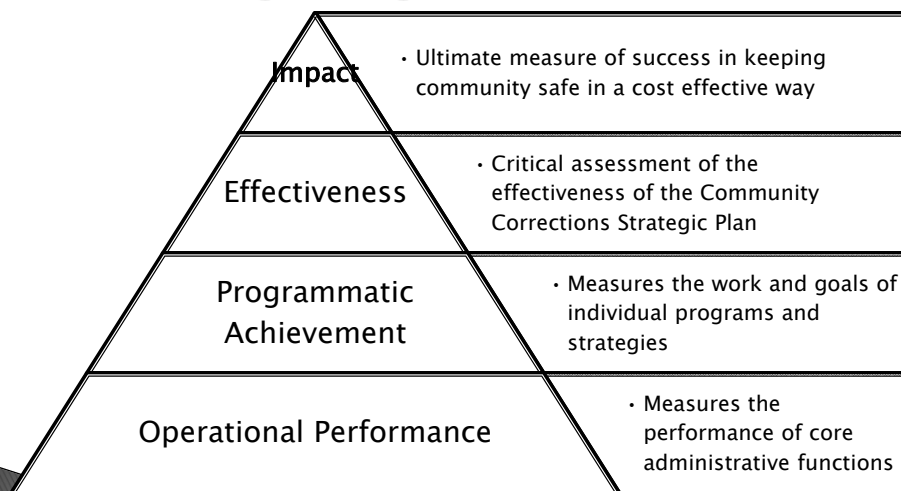 Impact
• Ultimate measure of success in keeping
community safe in a cost effective way
Effectiveness
• Critical assessment of the
effectiveness of the Community
Corrections Strategic Plan
Programmatic
Achievement
• Measures the work and goals of
individual programs and
strategies
Operational Performance
• Measures the
performance of core
administrative functions